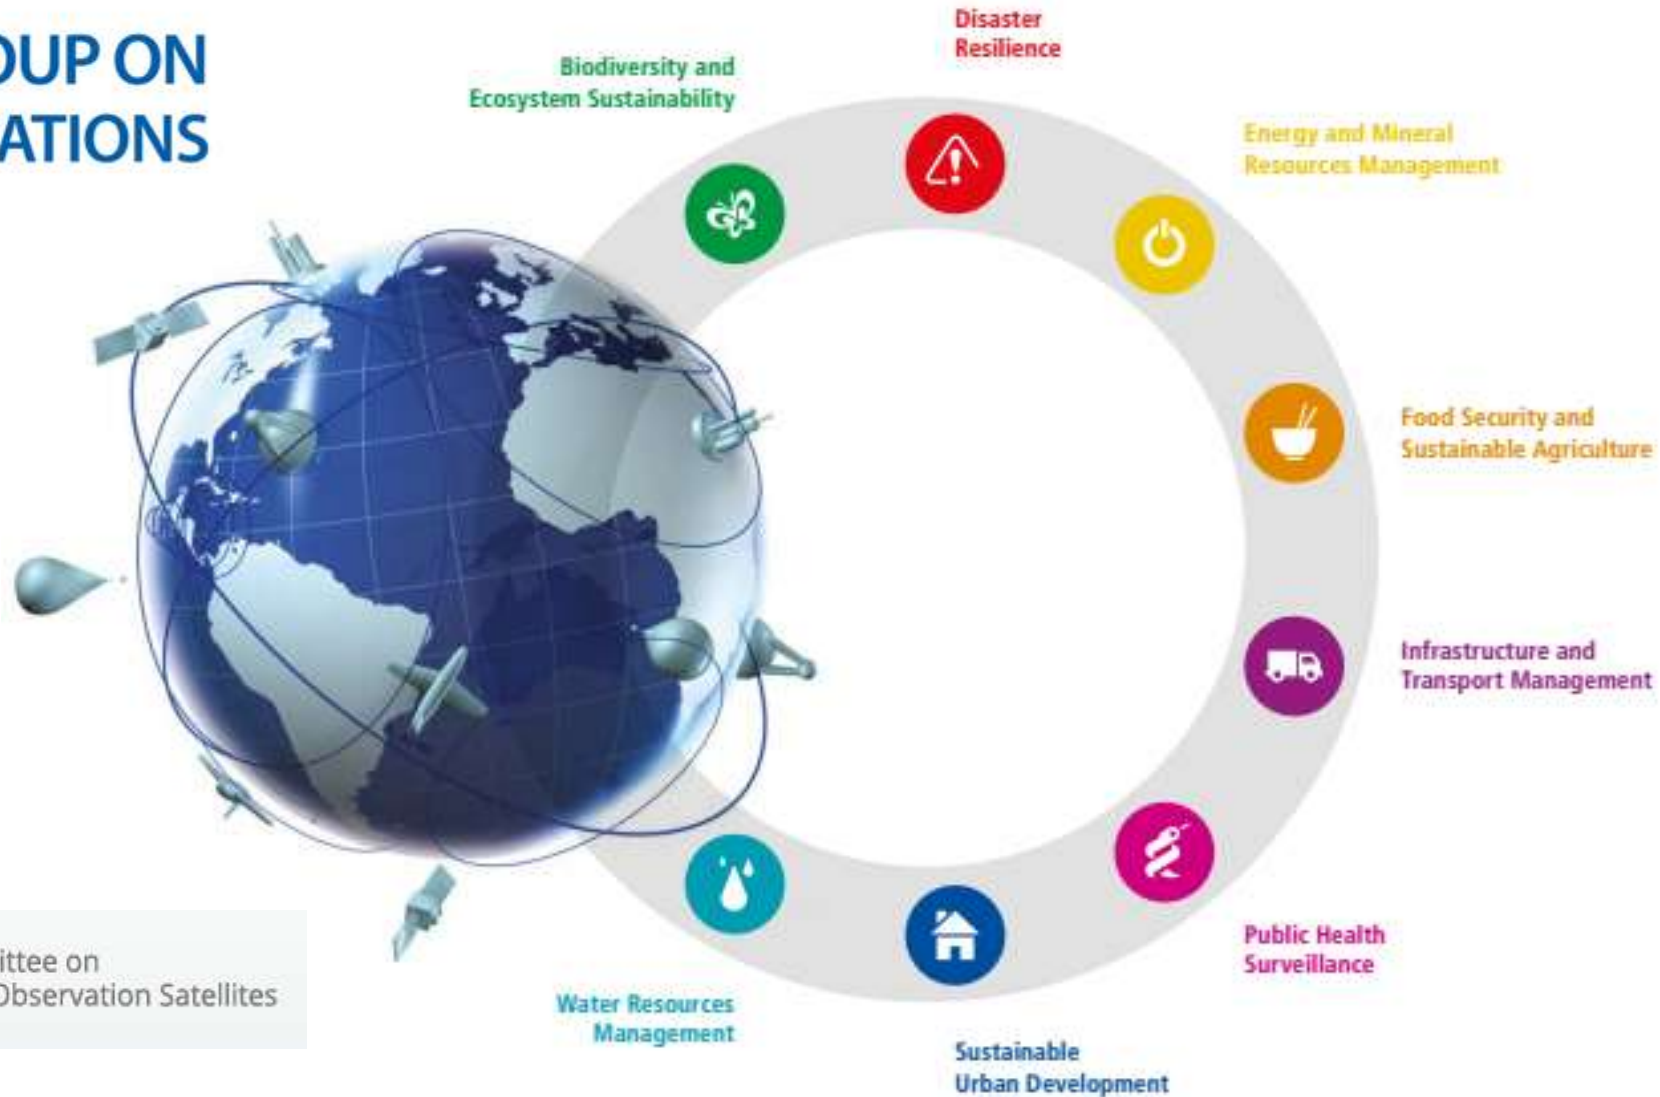 OUP ON
ATIONS
Disaster
Resilience
Biodiversity and
Ecosystem Sustainability
Energy and Mineral
Resources Management
Food Security and
Sustainable Agriculture
Infrastructure and
Transport Management
Public Health
Surveillance
Sustainable
Urban Development
Water Resources
Management
ittee on
Observation Satellites